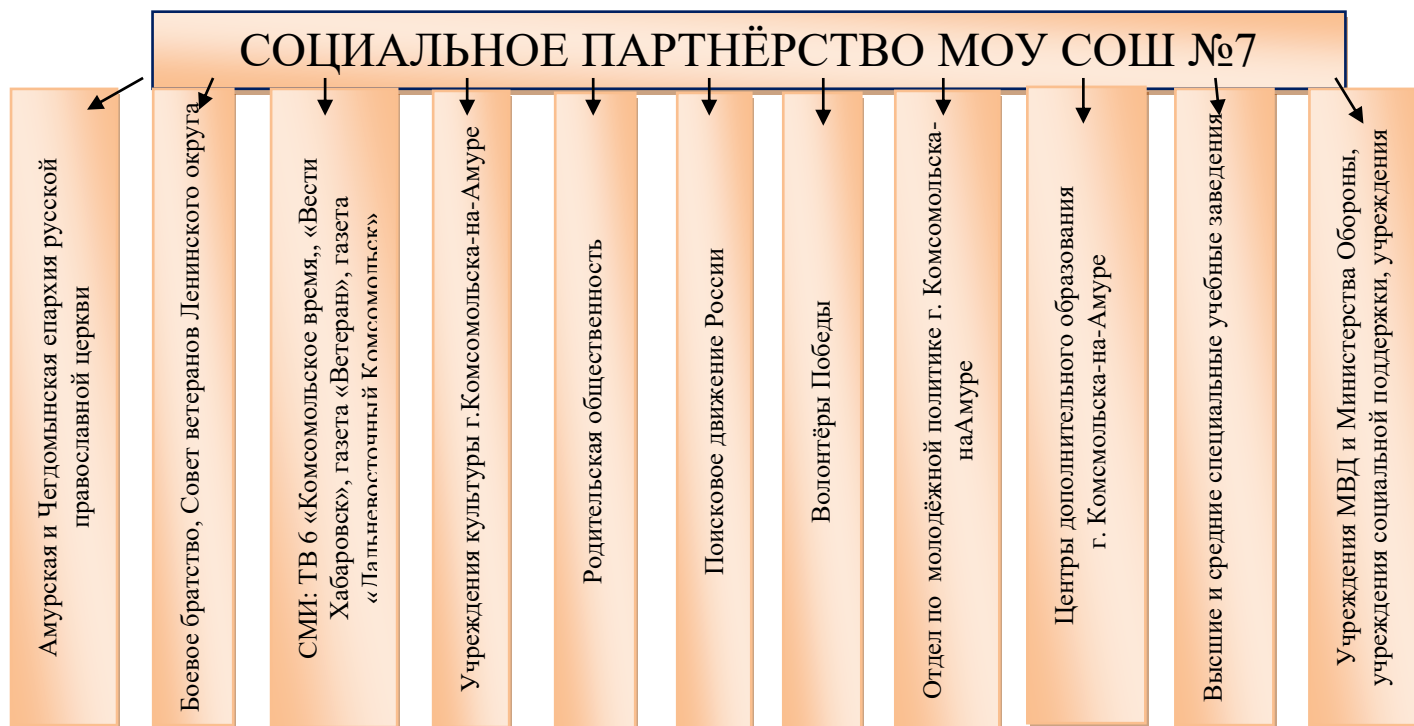 СОЦИАЛЬНОЕ ПАРТНЁРСТВО МОУ СОШ №7
Амурская и Чегдомынская епархия русской
православной церкви
Боевое братство, Совет ветеранов Ленинского округа
СМИ: ТВ 6 «Комсомольское время,, «Вести
Хабаровск», газета «Ветеран», газета
«Дальневосточный Комсомольск»
Учреждения культуры г.Комсомольска-на-Амуре
Родительская общественность
Поисковое движение России
Волонтёры Победы
Отдел по молодёжной политике г. Комсомольска-
наАмуре
Центры дополнительного образования
г. Комсмольска-на-Амуре
Высшие и средние специальные учебные заведения
Учреждения МВД и Министерства Обороны,
учреждения социальной поддержки, учреждения